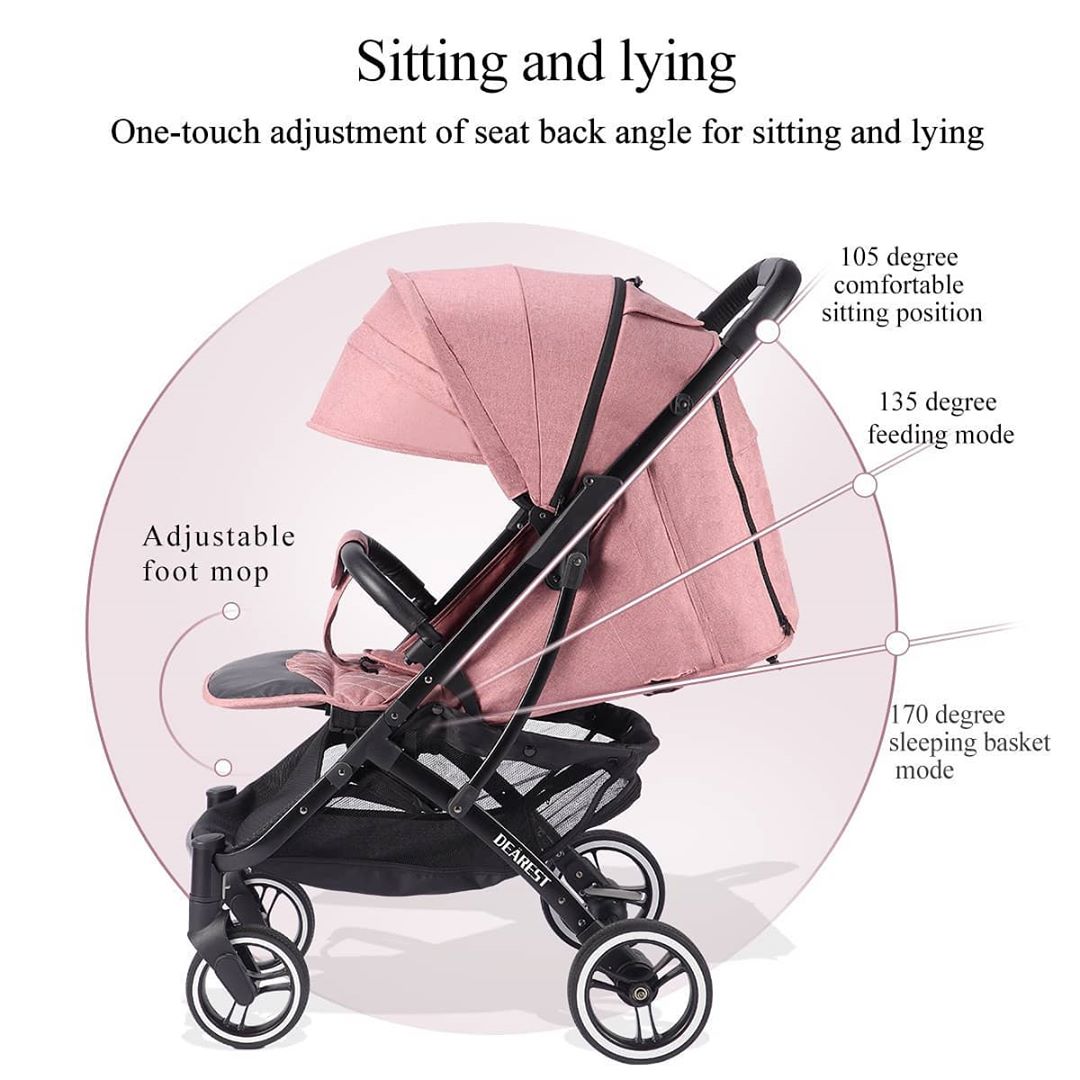 Sitting and lying
One-touch adjustment of seat back angle for sitting and lying
105 degree
comfortable
sitting position
135 degree
feeding mode
Adjustable
foot mop
170 degree
sleeping basket
mode
DEAREST